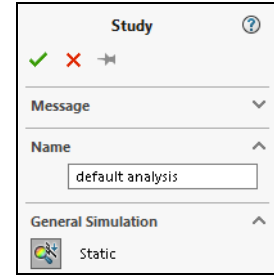 Study
Message
Name
default analysis
General Simulation
Static